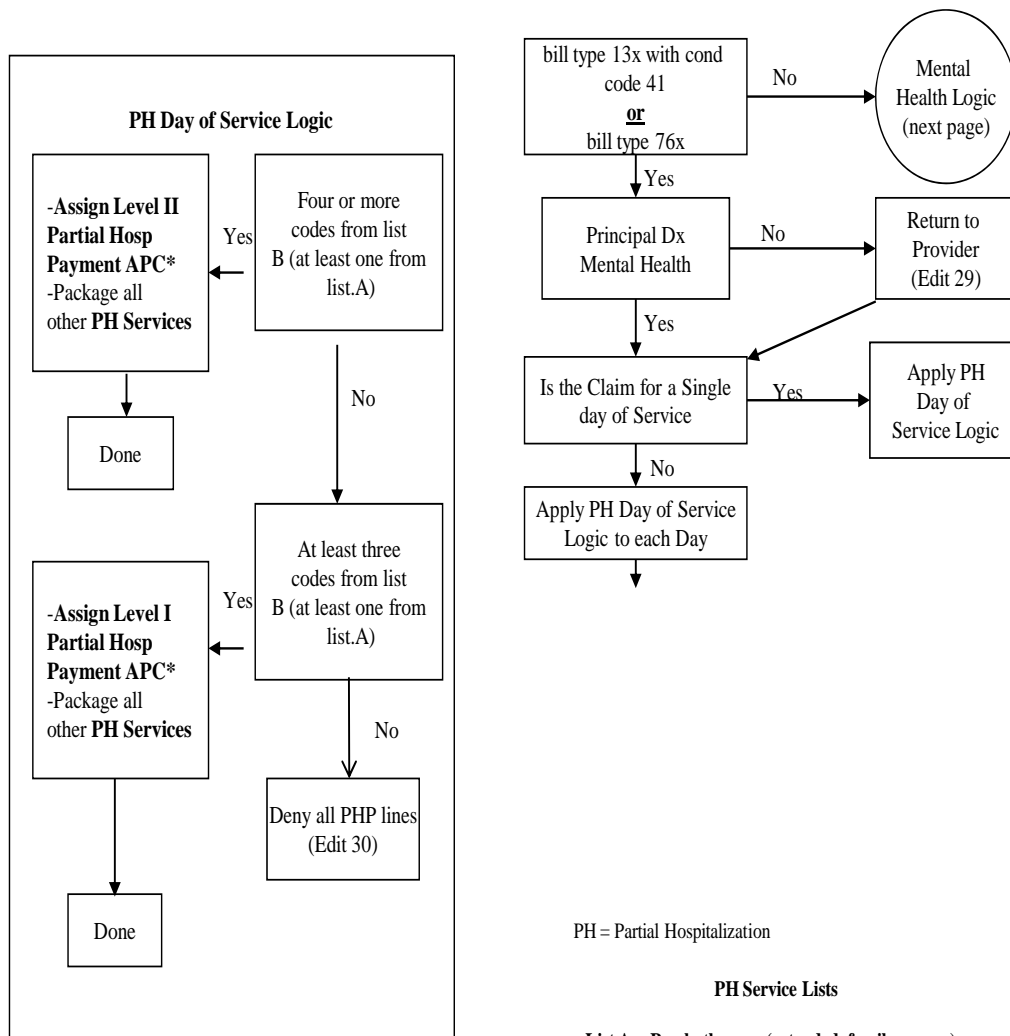 PH Day of Service Logic
-Assign Level II
Partial Hosp
Payment APC*
-Package all
other PH Services
Yes
Four or more
codes from list
B (at least one from
list.A)
No
Done
-Assign Level I
Partial Hosp
Payment APC*
-Package all
other PH Services
Yes
At least three
codes from list
B (at least one from
list.A)
No
Deny all PHP lines
(Edit 30)
Done
bill type 13x with cond
code 41
or
bill type 76x
No
Mental
Health Logic
(next page)
Yes
Principal Dx
Mental Health
No
Return to
Provider
(Edit 29)
Yes
Is the Claim for a Single
day of Service
Yes
Apply PH
Day of
Service Logic
No
Apply PH Day of Service
Logic to each Day
PH = Partial Hospitalization
PH Service Lists